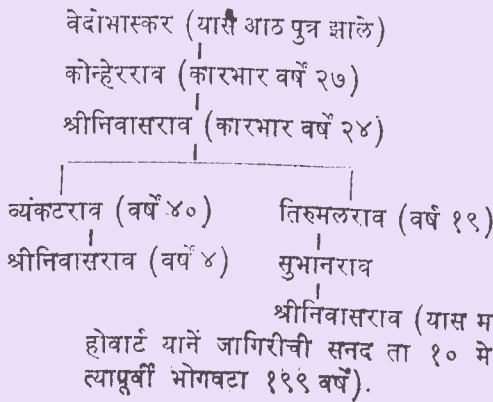 वेदोभास्कर (यास आठ पुत्र झाले)
कोन्हेरराव (कारभार वर्षें २७)
श्रीनिवासराव (कारभार वर्षें २४)
व्यंकटराव (वर्षें ४०) तिरुमलराव (वर्षे १९)
श्रीनिवासराव (वर्षें ४) सुभानराव
श्रीनिवासराव (यास म
होवार्ट यानें जागिरीची सनद ता १० मे
त्यापूर्वी भोगवटा १९९ वर्षें).